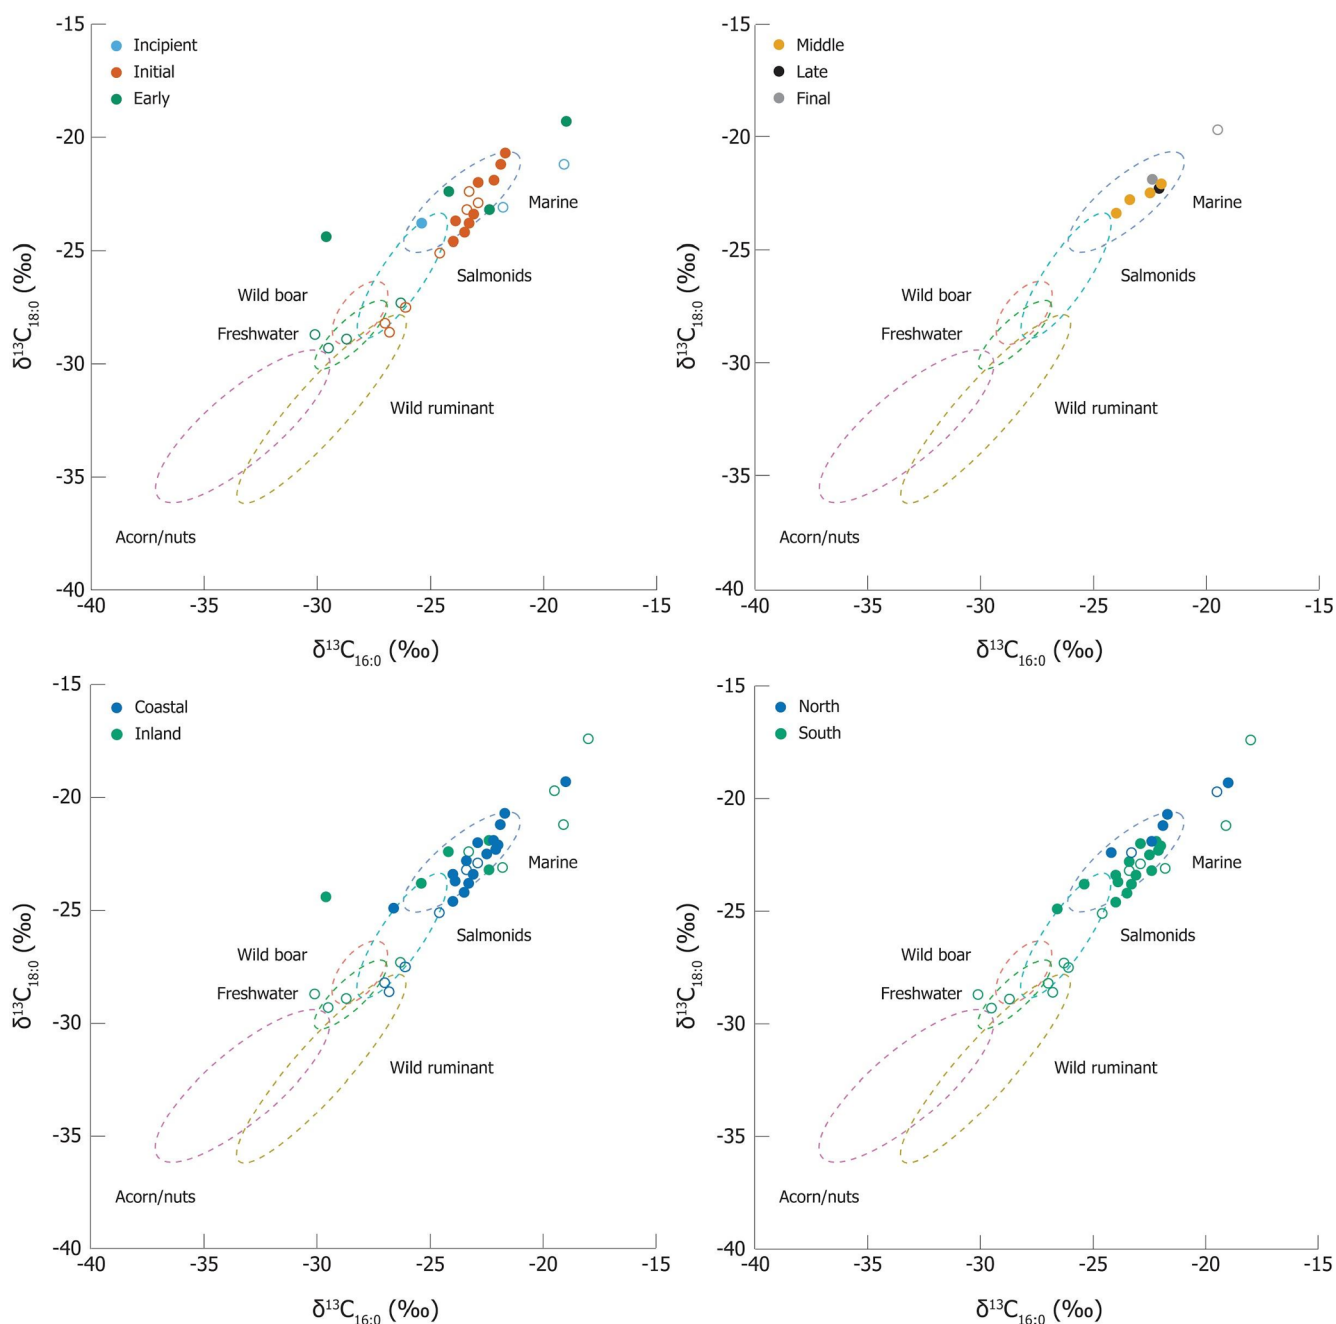 -15
Incipient
Initial
Early
-20
Marine
-25
Salmonids
Wild boar
Freshwater
-30
Wild ruminant
-35
Acorn/nuts
-40
-40 -35 -30 -25 -20 -15
δ¹³C₁₆:₀ (‰)
δ¹³C₁₈:₀ (‰)
-15
Middle
Late
Final
-20
Marine
-25
Salmonids
Wild boar
Freshwater
-30
Wild ruminant
-35
Acorn/nuts
-40
-40 -35 -30 -25 -20 -15
δ¹³C₁₆:₀ (‰)
δ¹³C₁₈:₀ (‰)
-15
Coastal
Inland
-20
Marine
-25
Salmonids
Wild boar
Freshwater
-30
Wild ruminant
-35
Acorn/nuts
-40
-40 -35 -30 -25 -20 -15
δ¹³C₁₆:₀ (‰)
δ¹³C₁₈:₀ (‰)
-15
North
South
-20
Marine
-25
Salmonids
Wild boar
Freshwater
-30
Wild ruminant
-35
Acorn/nuts
-40
-40 -35 -30 -25 -20 -15
δ¹³C₁₆:₀ (‰)
δ¹³C₁₈:₀ (‰)